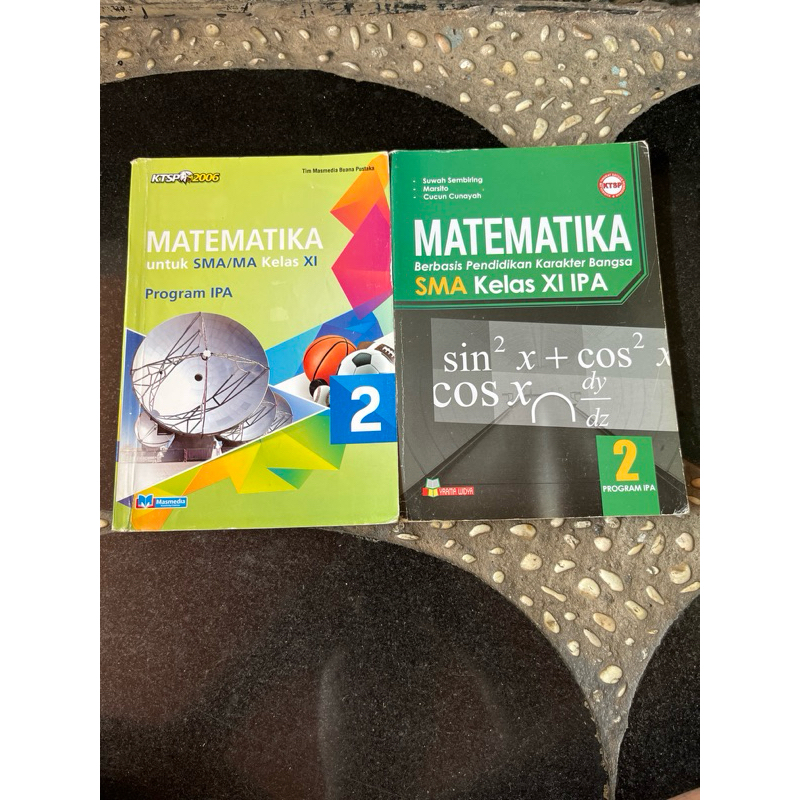 KTSP 2006
Tim Masmedia Buana Pustaka
MATEMATIKA
untuk SMA/MA Kelas XI
Program IPA
2
Masmedia
- Suwah Sembiring
- Marsito
- Cucun Cunayah
KTSP
MATEMATIKA
Berbasis Pendidikan Karakter Bangsa
SMA Kelas XI IPA
sin² x + cos² x
cos x
dy
dz
2
PROGRAM IPA
YRAMA WIDYA